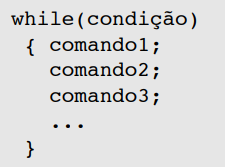 while(condição)
{ comando1;
comando2;
comando3;
...
}